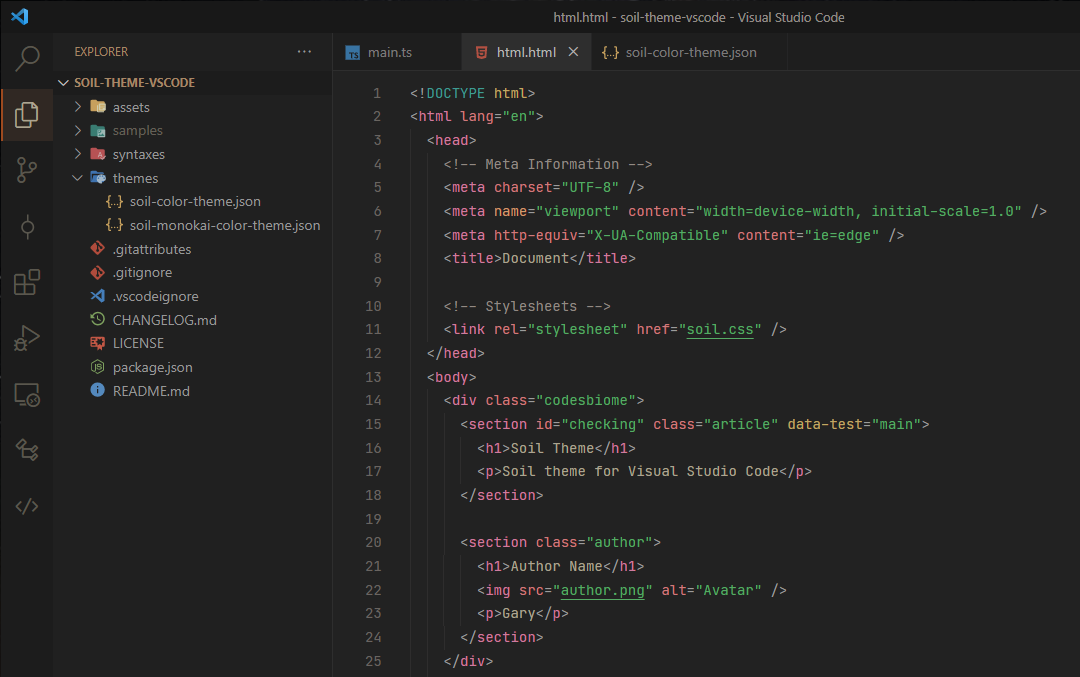 html.html - soil-theme-vscode - Visual Studio Code
EXPLORER
SOIL-THEME-VSCODE
assets
samples
syntaxes
themes
{..} soil-color-theme.json
{..} soil-monokai-color-theme.json
.gitattributes
.gitignore
.vscodeignore
CHANGELOG.md
LICENSE
package.json
README.md
TS main.ts
html.html
{..} soil-color-theme.json
1 <!DOCTYPE html>
2 <html lang="en">
3 <head>
4 <!-- Meta Information -->
5 <meta charset="UTF-8" />
6 <meta name="viewport" content="width=device-width, initial-scale=1.0" />
7 <meta http-equiv="X-UA-Compatible" content="ie=edge" />
8 <title>Document</title>
9
10 <!-- Stylesheets -->
11 <link rel="stylesheet" href="soil.css" />
12 </head>
13 <body>
14 <div class="codesbiome">
15 <section id="checking" class="article" data-test="main">
16 <h1>Soil Theme</h1>
17 <p>Soil theme for Visual Studio Code</p>
18 </section>
19
20 <section class="author">
21 <h1>Author Name</h1>
22 <img src="author.png" alt="Avatar" />
23 <p>Gary</p>
24 </section>
25 </div>